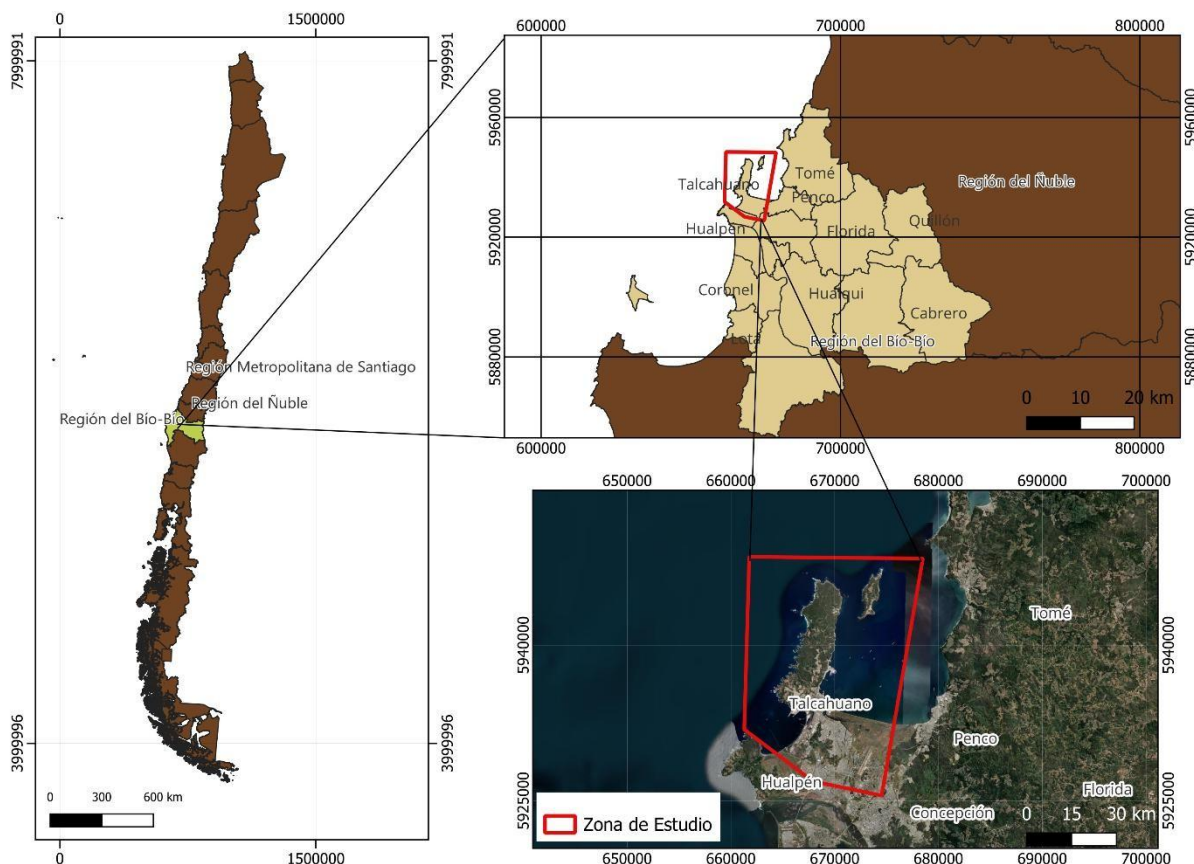 0 1500000
7999991 7999991
Región Metropolitana de Santiago
Región del Ñuble
Región del Bío-Bío
3999996 3999996
0 300 600 km
0 1500000
600000 700000 800000
5960000 5960000
Talcahuano
Tomé
Región del Ñuble
Penco
Quillón
Hualpén
Florida
5920000 5920000
Coronel
Hualqui
Cabrero
Lota
Región del Bío-Bío
5880000 5880000
0 10 20 km
600000 700000 800000
650000 660000 670000 680000 690000 700000
Tomé
5940000 5940000
Talcahuano
Penco
Hualpén
Florida
5925000 5925000
Concepción
Zona de Estudio
0 15 30 km
650000 660000 670000 680000 690000 700000